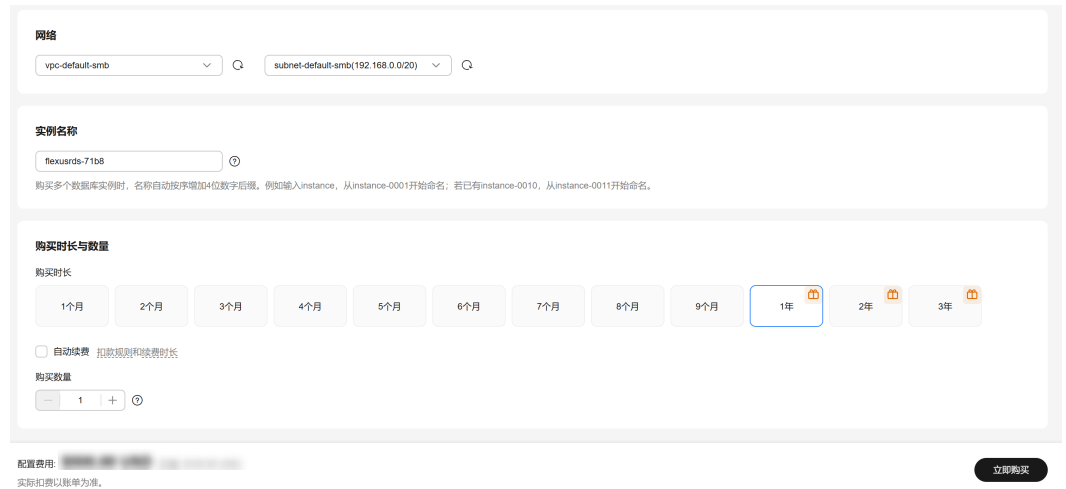 网络
vpc-default-smb subnet-default-smb(192.168.0.0/20)
实例名称
flexusrds-71b8
购买多个数据库实例时，名称自动按序增加4位数字后缀。例如输入instance，从instance-0001开始命名；若已有instance-0010，从instance-0011开始命名。
购买时长与数量
购买时长
1个月 2个月 3个月 4个月 5个月 6个月 7个月 8个月 9个月 1年 2年 3年
自动续费 扣款规则和续费时长
购买数量
1
配置费用:
立即购买
实际扣费以账单为准。